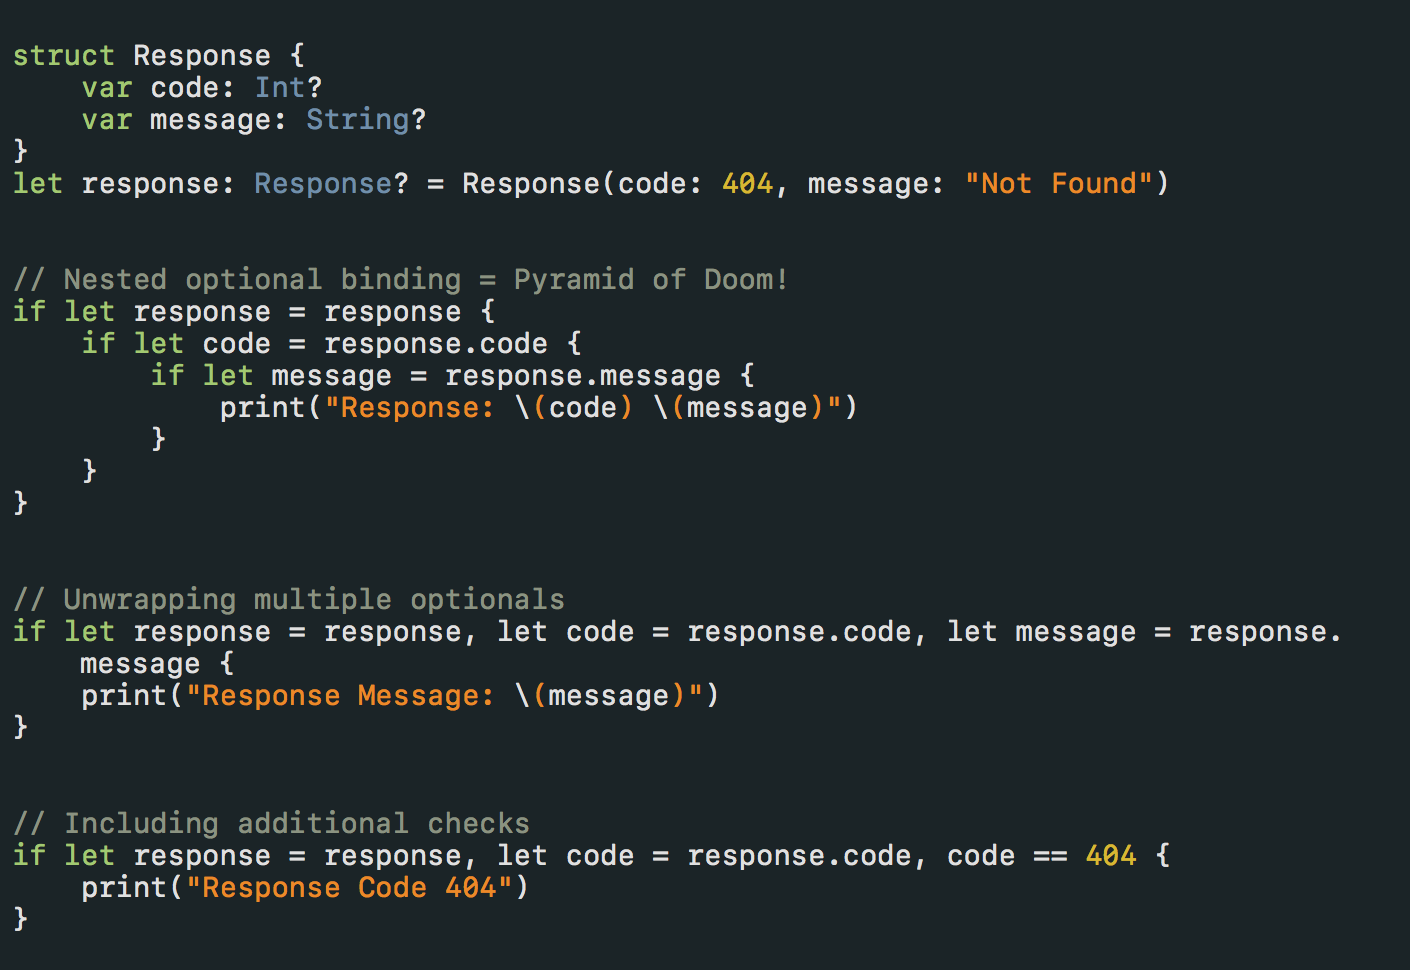 struct Response {
    var code: Int?
    var message: String?
}
let response: Response? = Response(code: 404, message: "Not Found")
// Nested optional binding = Pyramid of Doom!
if let response = response {
    if let code = response.code {
        if let message = response.message {
            print("Response: \(code) \(message)")
        }
    }
}
// Unwrapping multiple optionals
if let response = response, let code = response.code, let message = response.
    message {
    print("Response Message: \(message)")
}
// Including additional checks
if let response = response, let code = response.code, code == 404 {
    print("Response Code 404")
}